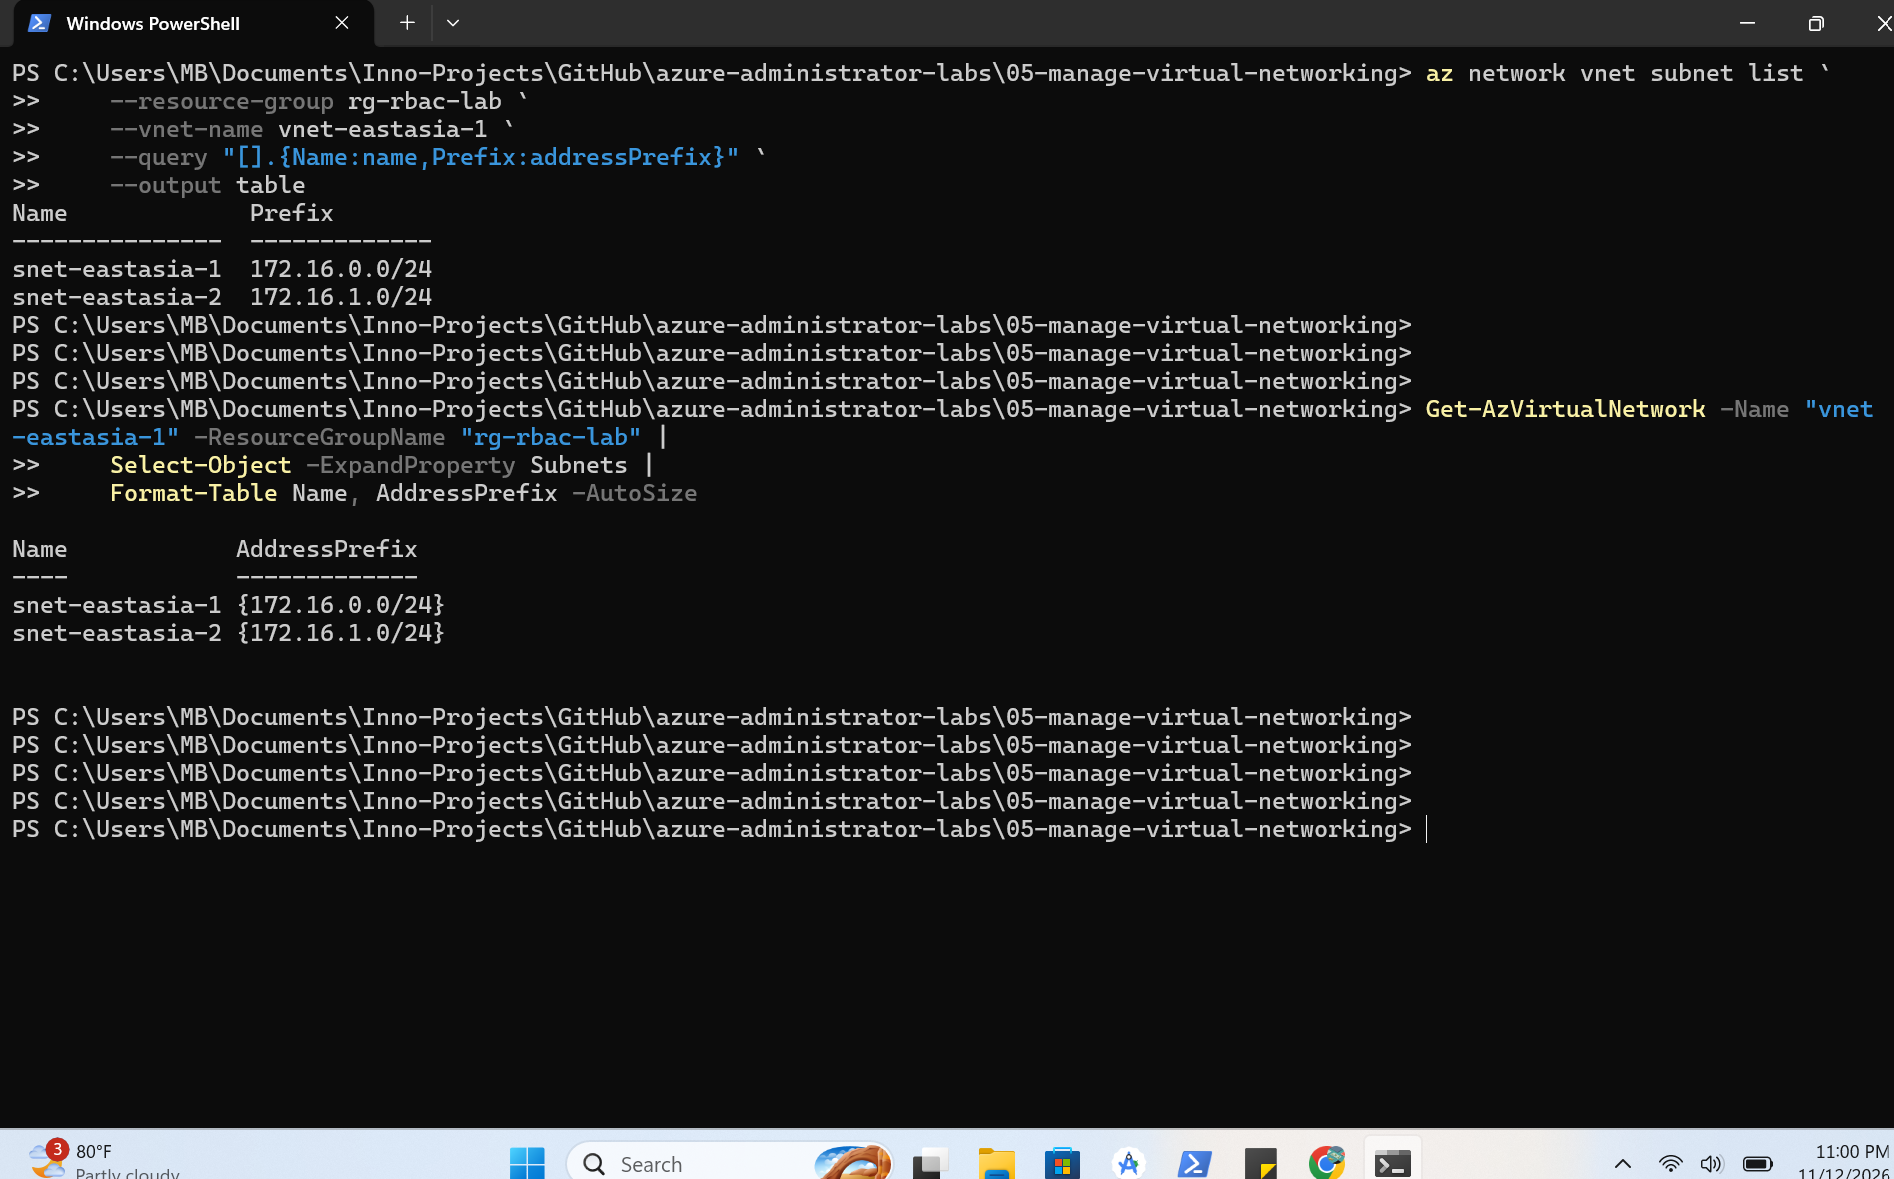 Windows PowerShell
PS C:\Users\MB\Documents\Inno-Projects\GitHub\azure-administrator-labs\05-manage-virtual-networking> az network vnet subnet list `
>>     --resource-group rg-rbac-lab `
>>     --vnet-name vnet-eastasia-1 `
>>     --query "[].{Name:name,Prefix:addressPrefix}" `
>>     --output table
Name             Prefix
---------------  -------------
snet-eastasia-1  172.16.0.0/24
snet-eastasia-2  172.16.1.0/24
PS C:\Users\MB\Documents\Inno-Projects\GitHub\azure-administrator-labs\05-manage-virtual-networking>
PS C:\Users\MB\Documents\Inno-Projects\GitHub\azure-administrator-labs\05-manage-virtual-networking>
PS C:\Users\MB\Documents\Inno-Projects\GitHub\azure-administrator-labs\05-manage-virtual-networking>
PS C:\Users\MB\Documents\Inno-Projects\GitHub\azure-administrator-labs\05-manage-virtual-networking> Get-AzVirtualNetwork -Name "vnet
-eastasia-1" -ResourceGroupName "rg-rbac-lab" |
>>     Select-Object -ExpandProperty Subnets |
>>     Format-Table Name, AddressPrefix -AutoSize
Name            AddressPrefix
----            -------------
snet-eastasia-1 {172.16.0.0/24}
snet-eastasia-2 {172.16.1.0/24}
PS C:\Users\MB\Documents\Inno-Projects\GitHub\azure-administrator-labs\05-manage-virtual-networking>
PS C:\Users\MB\Documents\Inno-Projects\GitHub\azure-administrator-labs\05-manage-virtual-networking>
PS C:\Users\MB\Documents\Inno-Projects\GitHub\azure-administrator-labs\05-manage-virtual-networking>
PS C:\Users\MB\Documents\Inno-Projects\GitHub\azure-administrator-labs\05-manage-virtual-networking>
PS C:\Users\MB\Documents\Inno-Projects\GitHub\azure-administrator-labs\05-manage-virtual-networking>
3
80°F
Partly cloudy
Search
11:00 PM
11/12/2026